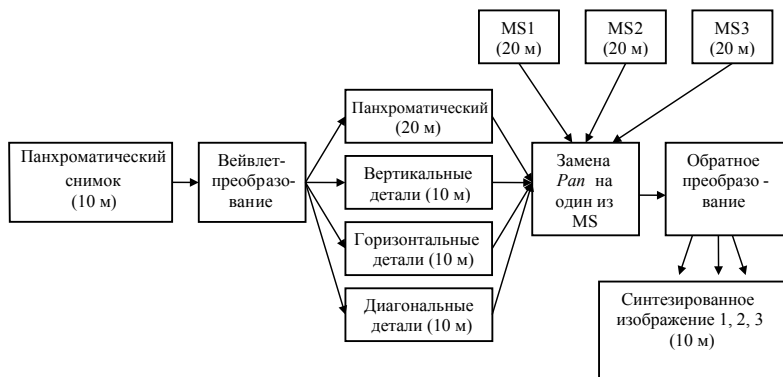 MS1
(20 м)
MS2
(20 м)
MS3
(20 м)
Панхроматический
снимок
(10 м)
Вейвлет-
преобразо-
вание
Панхроматический
(20 м)
Вертикальные
детали (10 м)
Горизонтальные
детали (10 м)
Диагональные
детали (10 м)
Замена
Pan на
один из
MS
Обратное
преобразо -
вание
Синтезированное
изображение 1, 2, 3
(10 м)